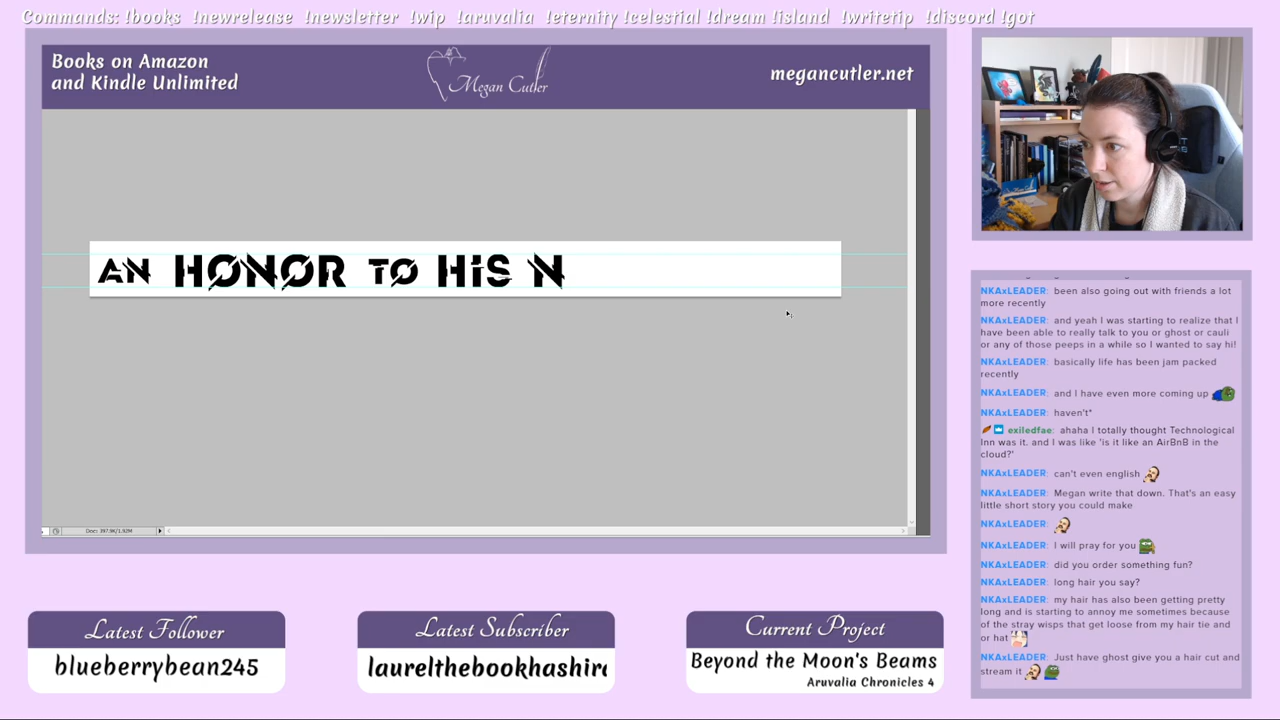 Commands: !books !newrelease !newsletter !wip !aruvalia !eternity !celestial !dream !island !writetip !discord !got
Books on Amazon
and Kindle Unlimited
Megan Cutler
megancutler.net
AN HONOR TO HIS N
Doc: 397.9K/1.92M
Latest Follower
blueberrybean245
Latest Subscriber
laurelthebookhashira
Current Project
Beyond the Moon's Beams
Aruvalia Chronicles 4
NKAxLEADER: been also going out with friends a lot
more recently
NKAxLEADER: and yeah I was starting to realize that I
have been able to really talk to you or ghost or cauli
or any of those peeps in a while so I wanted to say hi!
NKAxLEADER: basically life has been jam packed
recently
NKAxLEADER: and I have even more coming up
NKAxLEADER: haven't*
exiledfae: ahaha I totally thought Technological
Inn was it. and I was like 'is it like an AirBnB in the
cloud?'
NKAxLEADER: can't even english
NKAxLEADER: Megan write that down. That's an easy
little short story you could make
NKAxLEADER:
NKAxLEADER: I will pray for you
NKAxLEADER: did you order something fun?
NKAxLEADER: long hair you say?
NKAxLEADER: my hair has also been getting pretty
long and is starting to annoy me sometimes because
of the stray wisps that get loose from my hair tie and
or hat
NKAxLEADER: Just have ghost give you a hair cut and
stream it